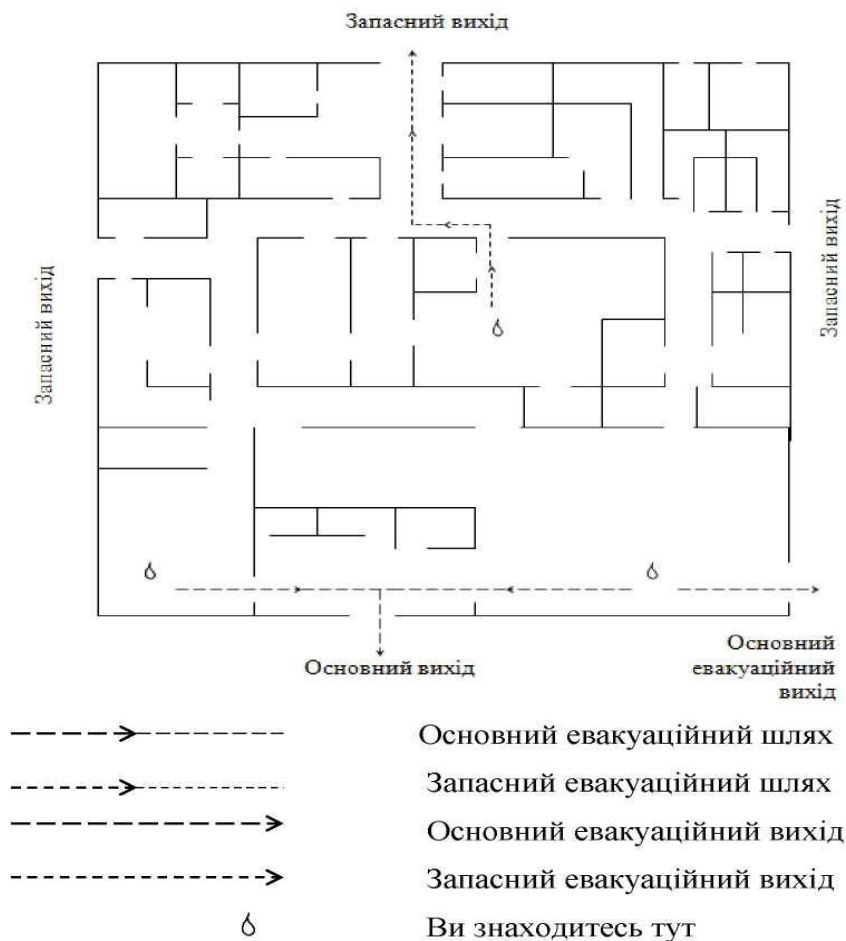 Запасний вихід
Запасний вихід
Запасний вихід
Основний вихід
Основний
евакуаційний
вихід
Основний евакуаційний шлях
Запасний евакуаційний шлях
Основний евакуаційний вихід
Запасний евакуаційний вихід
Ви знаходитесь тут